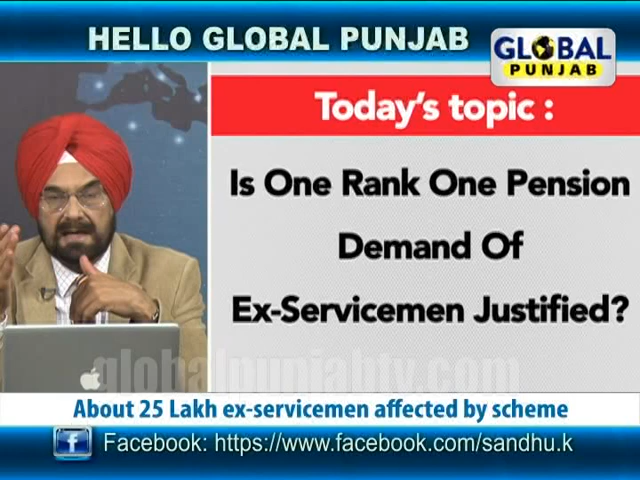 HELLO GLOBAL PUNJAB
GLOBAL
PUNJAB
Today's topic :
Is One Rank One Pension
Demand Of
Ex-Servicemen Justified?
globalpunjabtv.com
About 25 Lakh ex-servicemen affected by scheme
f Facebook: https://www.facebook.com/sandhu.k